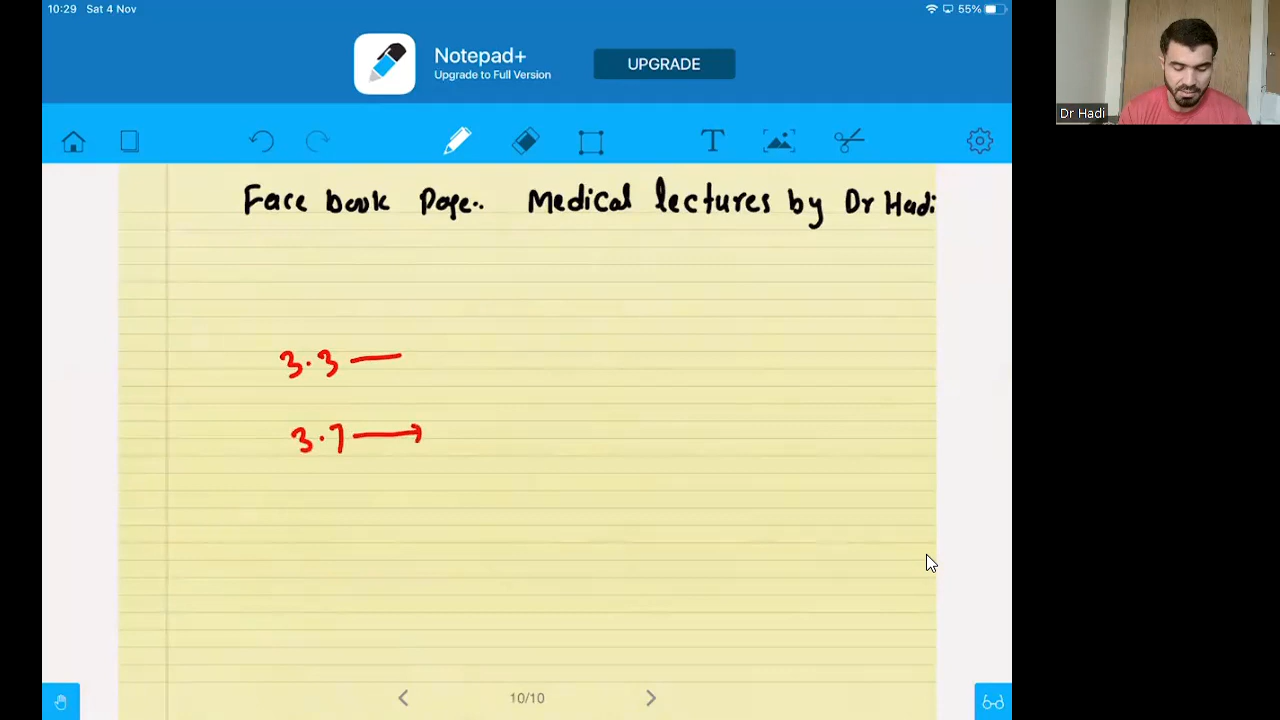 10:29 Sat 4 Nov 55%
Notepad+
Upgrade to Full Version
UPGRADE
Dr Hadi
T
Face book Page.. Medical lectures by Dr Hadi
3.3 —
3.7 →
10/10